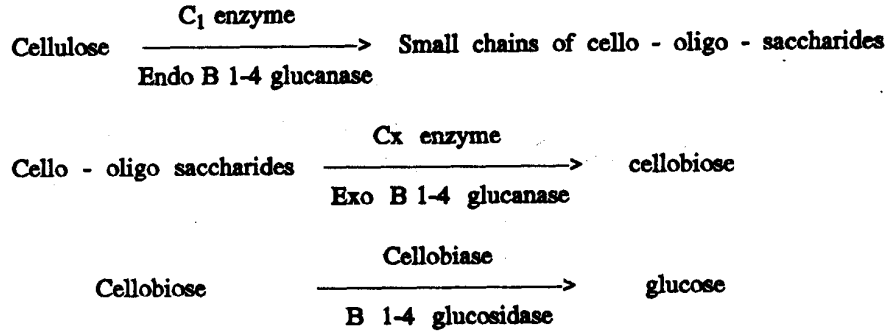 C₁ enzyme
Cellulose ———> Small chains of cello - oligo - saccharides
Endo B 1-4 glucanase
Cx enzyme
Cello - oligo saccharides ———> cellobiose
Exo B 1-4 glucanase
Cellobiase
Cellobiose ———> glucose
B 1-4 glucosidase